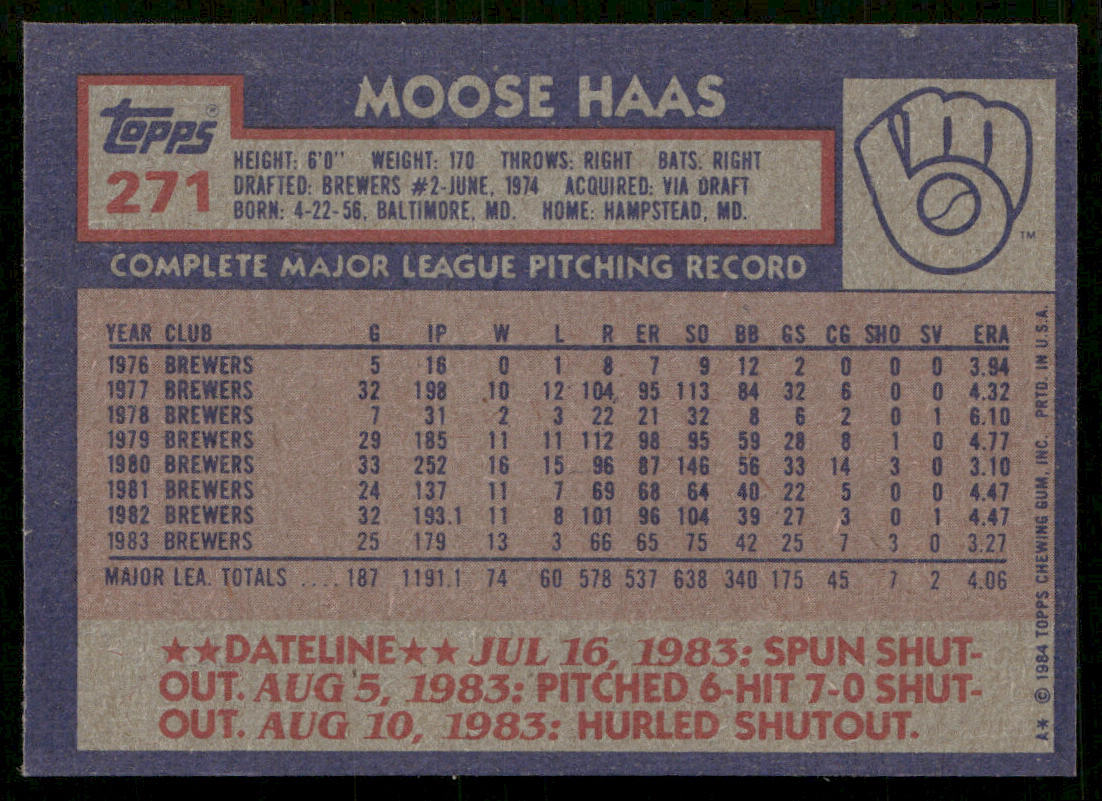 MOOSE HAAS
TOPPS®
271
HEIGHT: 6'0" WEIGHT: 170 THROWS: RIGHT BATS: RIGHT
DRAFTED: BREWERS #2-JUNE, 1974 ACQUIRED: VIA DRAFT
BORN: 4-22-56, BALTIMORE, MD. HOME: HAMPSTEAD, MD.
TM
COMPLETE MAJOR LEAGUE PITCHING RECORD
YEAR CLUB G IP W L R ER SO BB GS CG SHO SV ERA
1976 BREWERS 5 16 0 1 8 7 9 12 2 0 0 0 3.94
1977 BREWERS 32 198 10 12 104 95 113 84 32 6 0 0 4.32
1978 BREWERS 7 31 2 3 22 21 32 8 6 2 0 1 6.10
1979 BREWERS 29 185 11 11 112 98 95 59 28 8 1 0 4.77
1980 BREWERS 33 252 16 15 96 87 146 56 33 14 3 0 3.10
1981 BREWERS 24 137 11 7 69 68 64 40 22 5 0 0 4.47
1982 BREWERS 32 193.1 11 8 101 96 104 39 27 3 0 1 4.47
1983 BREWERS 25 179 13 3 66 65 75 42 25 7 3 0 3.27
MAJOR LEA. TOTALS .... 187 1191.1 74 60 578 537 638 340 175 45 7 2 4.06
★★DATELINE★★ JUL 16, 1983: SPUN SHUT-
OUT. AUG 5, 1983: PITCHED 6-HIT 7-0 SHUT-
OUT. AUG 10, 1983: HURLED SHUTOUT.
A★ © 1984 TOPPS CHEWING GUM, INC. PRTD. IN U.S.A.